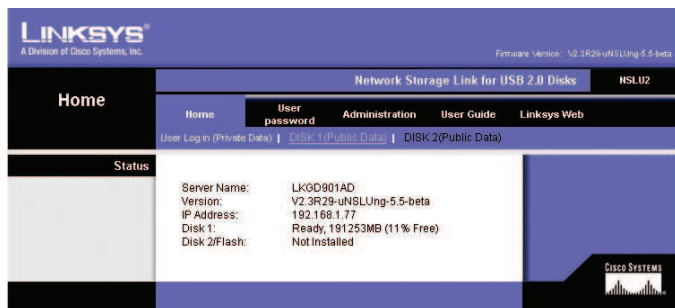 LINKSYS®
A Division of Cisco Systems, Inc.
Firmware Version: V2.3R29-uNSLUng-5.5-beta
Network Storage Link for USB 2.0 Disks
NSLU2
Home
Home
User password
Administration
User Guide
Linksys Web
User Log in (Private Data) | DISK 1(Public Data) | DISK 2(Public Data)
Status
Server Name: LKGD901AD
Version: V2.3R29-uNSLUng-5.5-beta
IP Address: 192.168.1.77
Disk 1: Ready, 191253MB (11% Free)
Disk 2/Flash: Not Installed
CISCO SYSTEMS